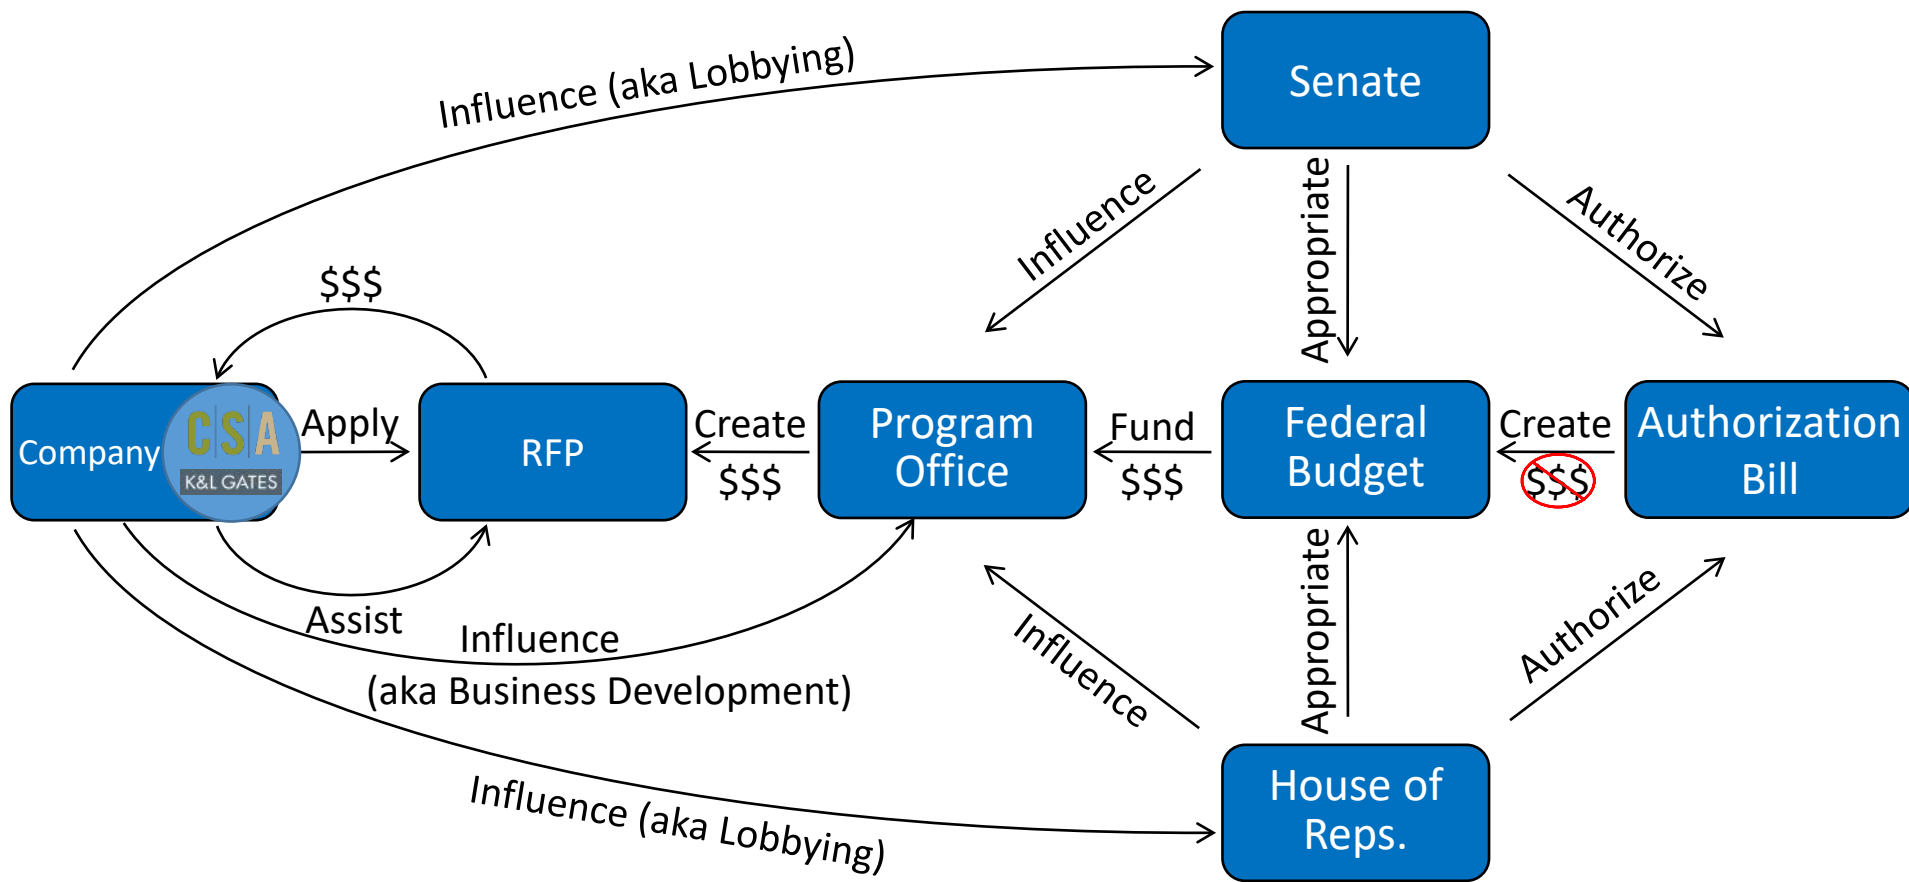 Influence (aka Lobbying)
Senate
Influence
Appropriate
Authorize
$$$
Company
C|S|A
K&L GATES
Apply
RFP
Create
$$$
Program
Office
Fund
$$$
Federal
Budget
Create
$$$
Authorization
Bill
Assist
Influence
(aka Business Development)
Influence
Appropriate
Authorize
Influence (aka Lobbying)
House of
Reps.